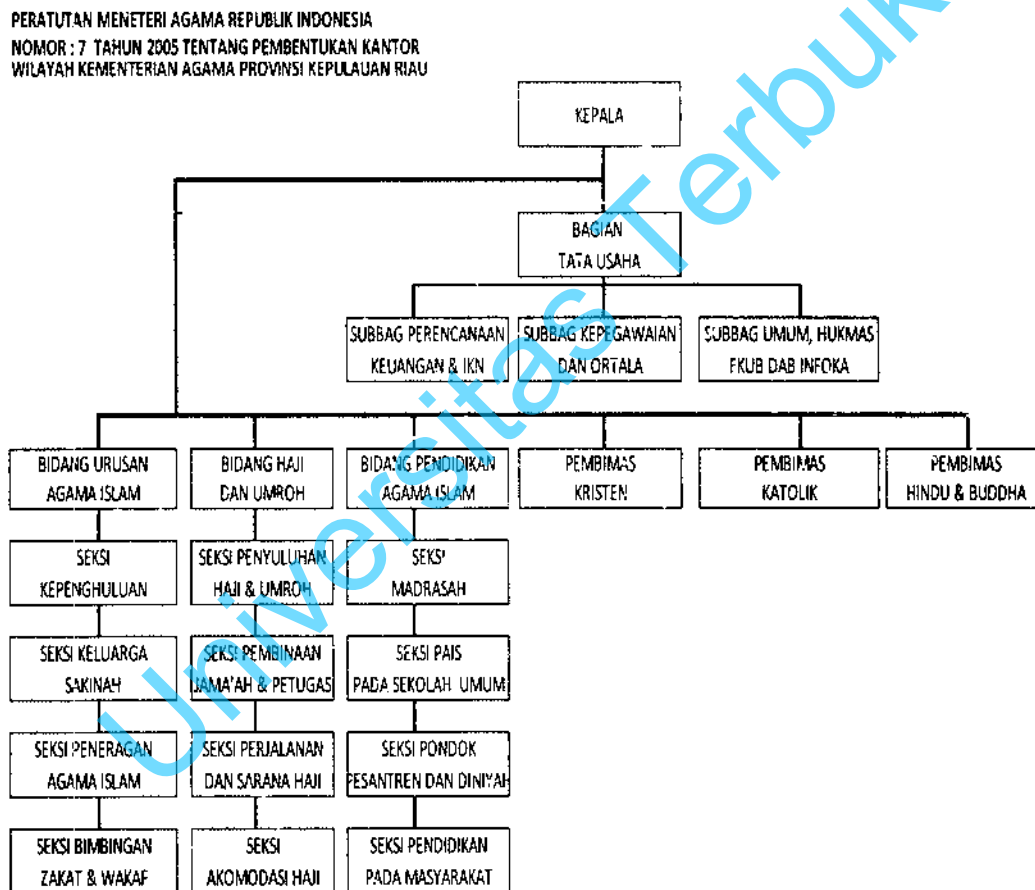 PERATUTAN MENETERI AGAMA REPUBLIK INDONESIA
NOMOR : 7 TAHUN 2005 TENTANG PEMBENTUKAN KANTOR
WILAYAH KEMENTERIAN AGAMA PROVINSI KEPULAUAN RIAU
KEPALA
BAGIAN
TATA USAHA
SUBBAG PERENCANAAN
KEUANGAN & IKN
SUBBAG KEPEGAWAIAN
DAN ORTALA
SUBBAG UMUM, HUKMAS
FKUB DAB INFOKA
BIDANG URUSAN
AGAMA ISLAM
BIDANG HAJI
DAN UMROH
BIDANG PENDIDIKAN
AGAMA ISLAM
PEMBIMAS
KRISTEN
PEMBIMAS
KATOLIK
PEMBIMAS
HINDU & BUDDHA
SEKSI
KEPENGHULUAN
SEKSI PENYULUHAN
HAJI & UMROH
SEKSI
MADRASAH
SEKSI KELUARGA
SAKINAH
SEKSI PEMBINAAN
JAMA'AH & PETUGAS
SEKSI PAIS
PADA SEKOLAH UMUM
SEKSI PENERAGAN
AGAMA ISLAM
SEKSI PERJALANAN
DAN SARANA HAJI
SEKSI PONDOK
PESANTREN DAN DINIYAH
SEKSI BIMBINGAN
ZAKAT & WAKAF
SEKSI
AKOMODASI HAJI
SEKSI PENDIDIKAN
PADA MASYARAKAT
Universitas Terbuk